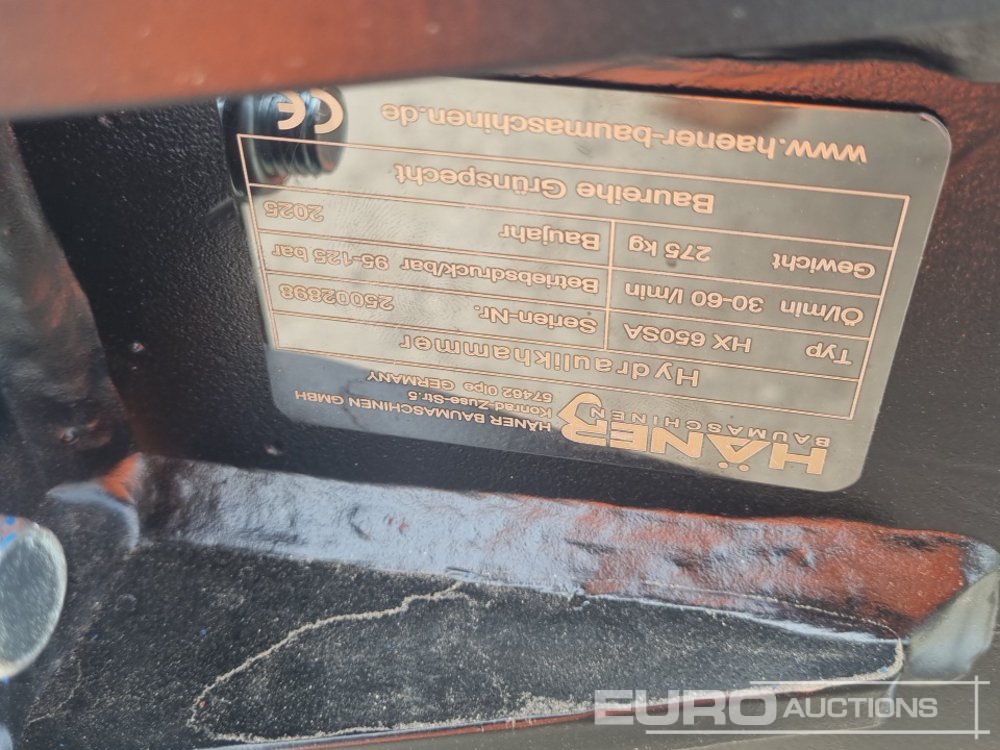 HÄNER
BAUMASCHINEN
HÄNER BAUMASCHINEN GMBH
Konrad-Zuse-Str.5
57462 Olpe GERMANY
Hydraulikhammer
Typ HX 650SA Serien-Nr. 25002898
Öl/min 30-60 l/min Betriebsdruck/bar 95-125 bar
Gewicht 275 kg Baujahr 2025
Baureihe Grünspecht
www.haener-baumaschinen.de CE
EURO AUCTIONS